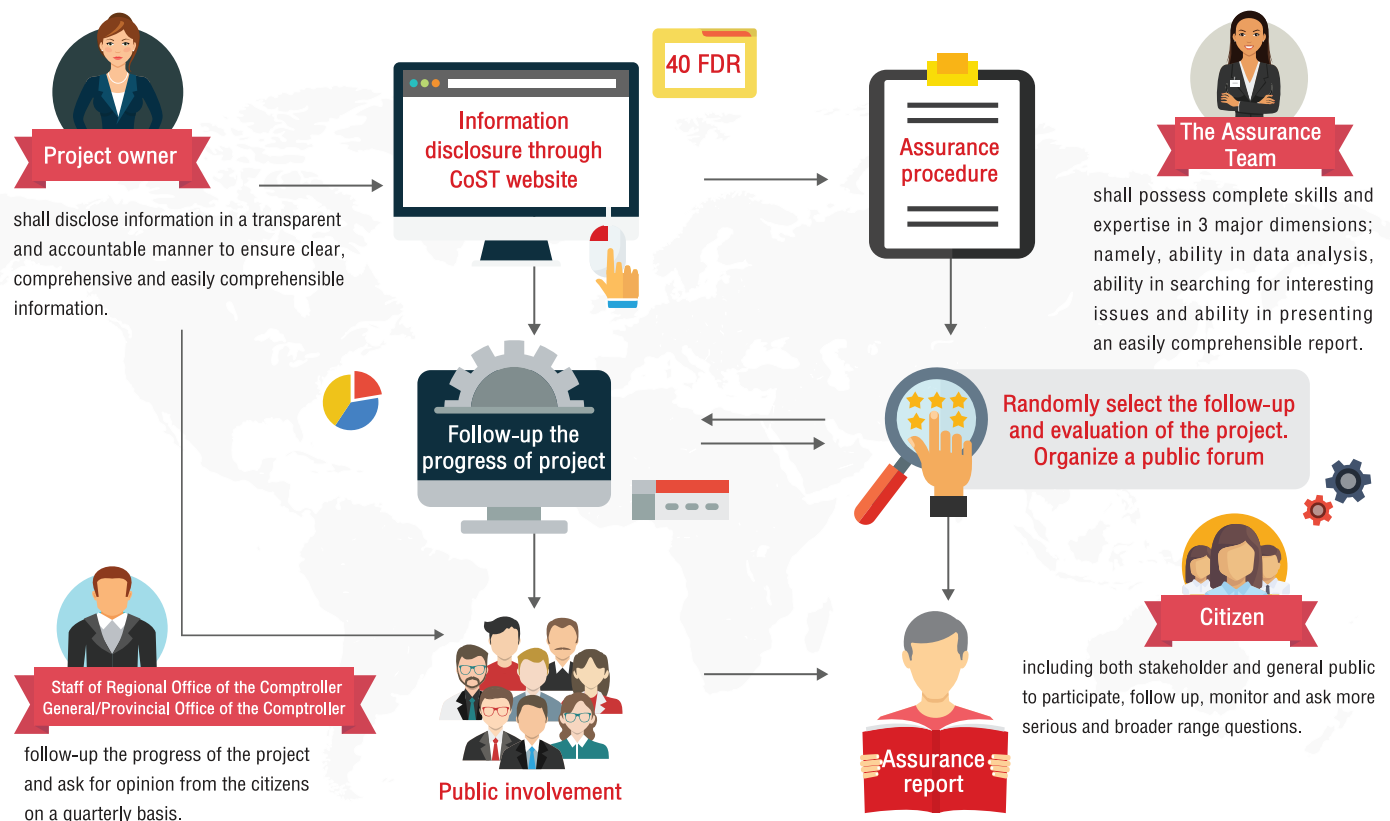 Project owner
shall disclose information in a transparent
and accountable manner to ensure clear,
comprehensive and easily comprehensible
information.
Information
disclosure through
CoST website
40 FDR
Assurance
procedure
The Assurance
Team
shall possess complete skills and
expertise in 3 major dimensions;
namely, ability in data analysis,
ability in searching for interesting
issues and ability in presenting
an easily comprehensible report.
Follow-up the
progress of project
Randomly select the follow-up
and evaluation of the project.
Organize a public forum
Staff of Regional Office of the Comptroller
General/Provincial Office of the Comptroller
follow-up the progress of the project
and ask for opinion from the citizens
on a quarterly basis.
Public involvement
Assurance
report
Citizen
including both stakeholder and general public
to participate, follow up, monitor and ask more
serious and broader range questions.